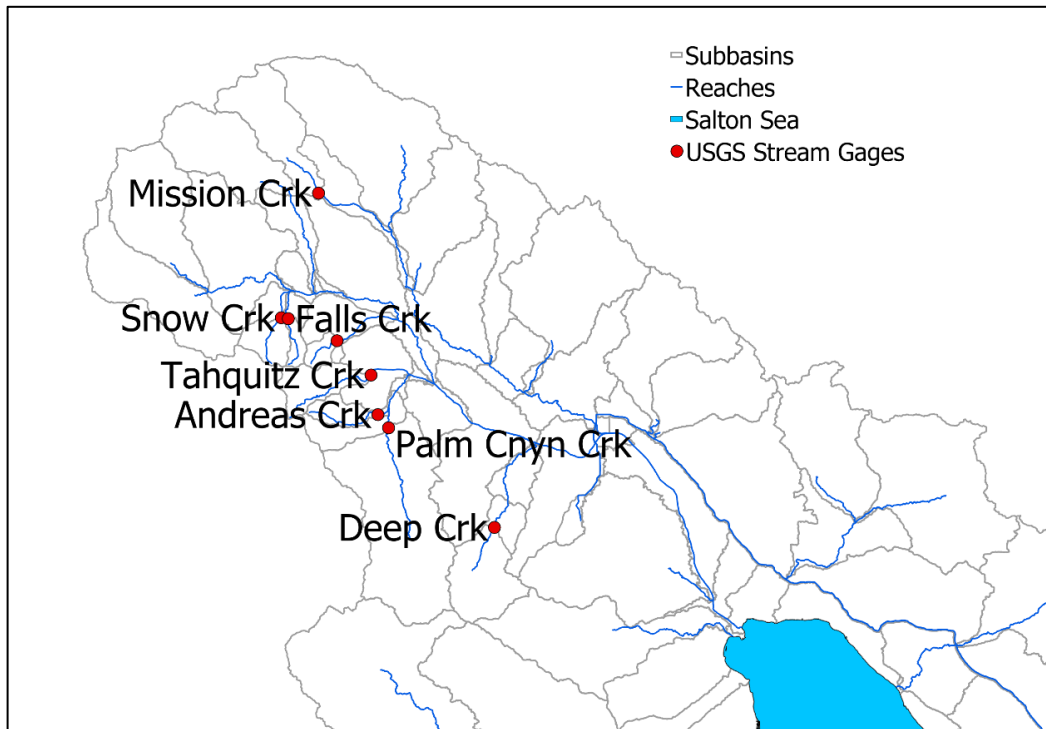 Subbasins
Reaches
Salton Sea
USGS Stream Gages
Mission Crk
Snow Crk
Falls Crk
Tahquitz Crk
Andreas Crk
Palm Cnyn Crk
Deep Crk